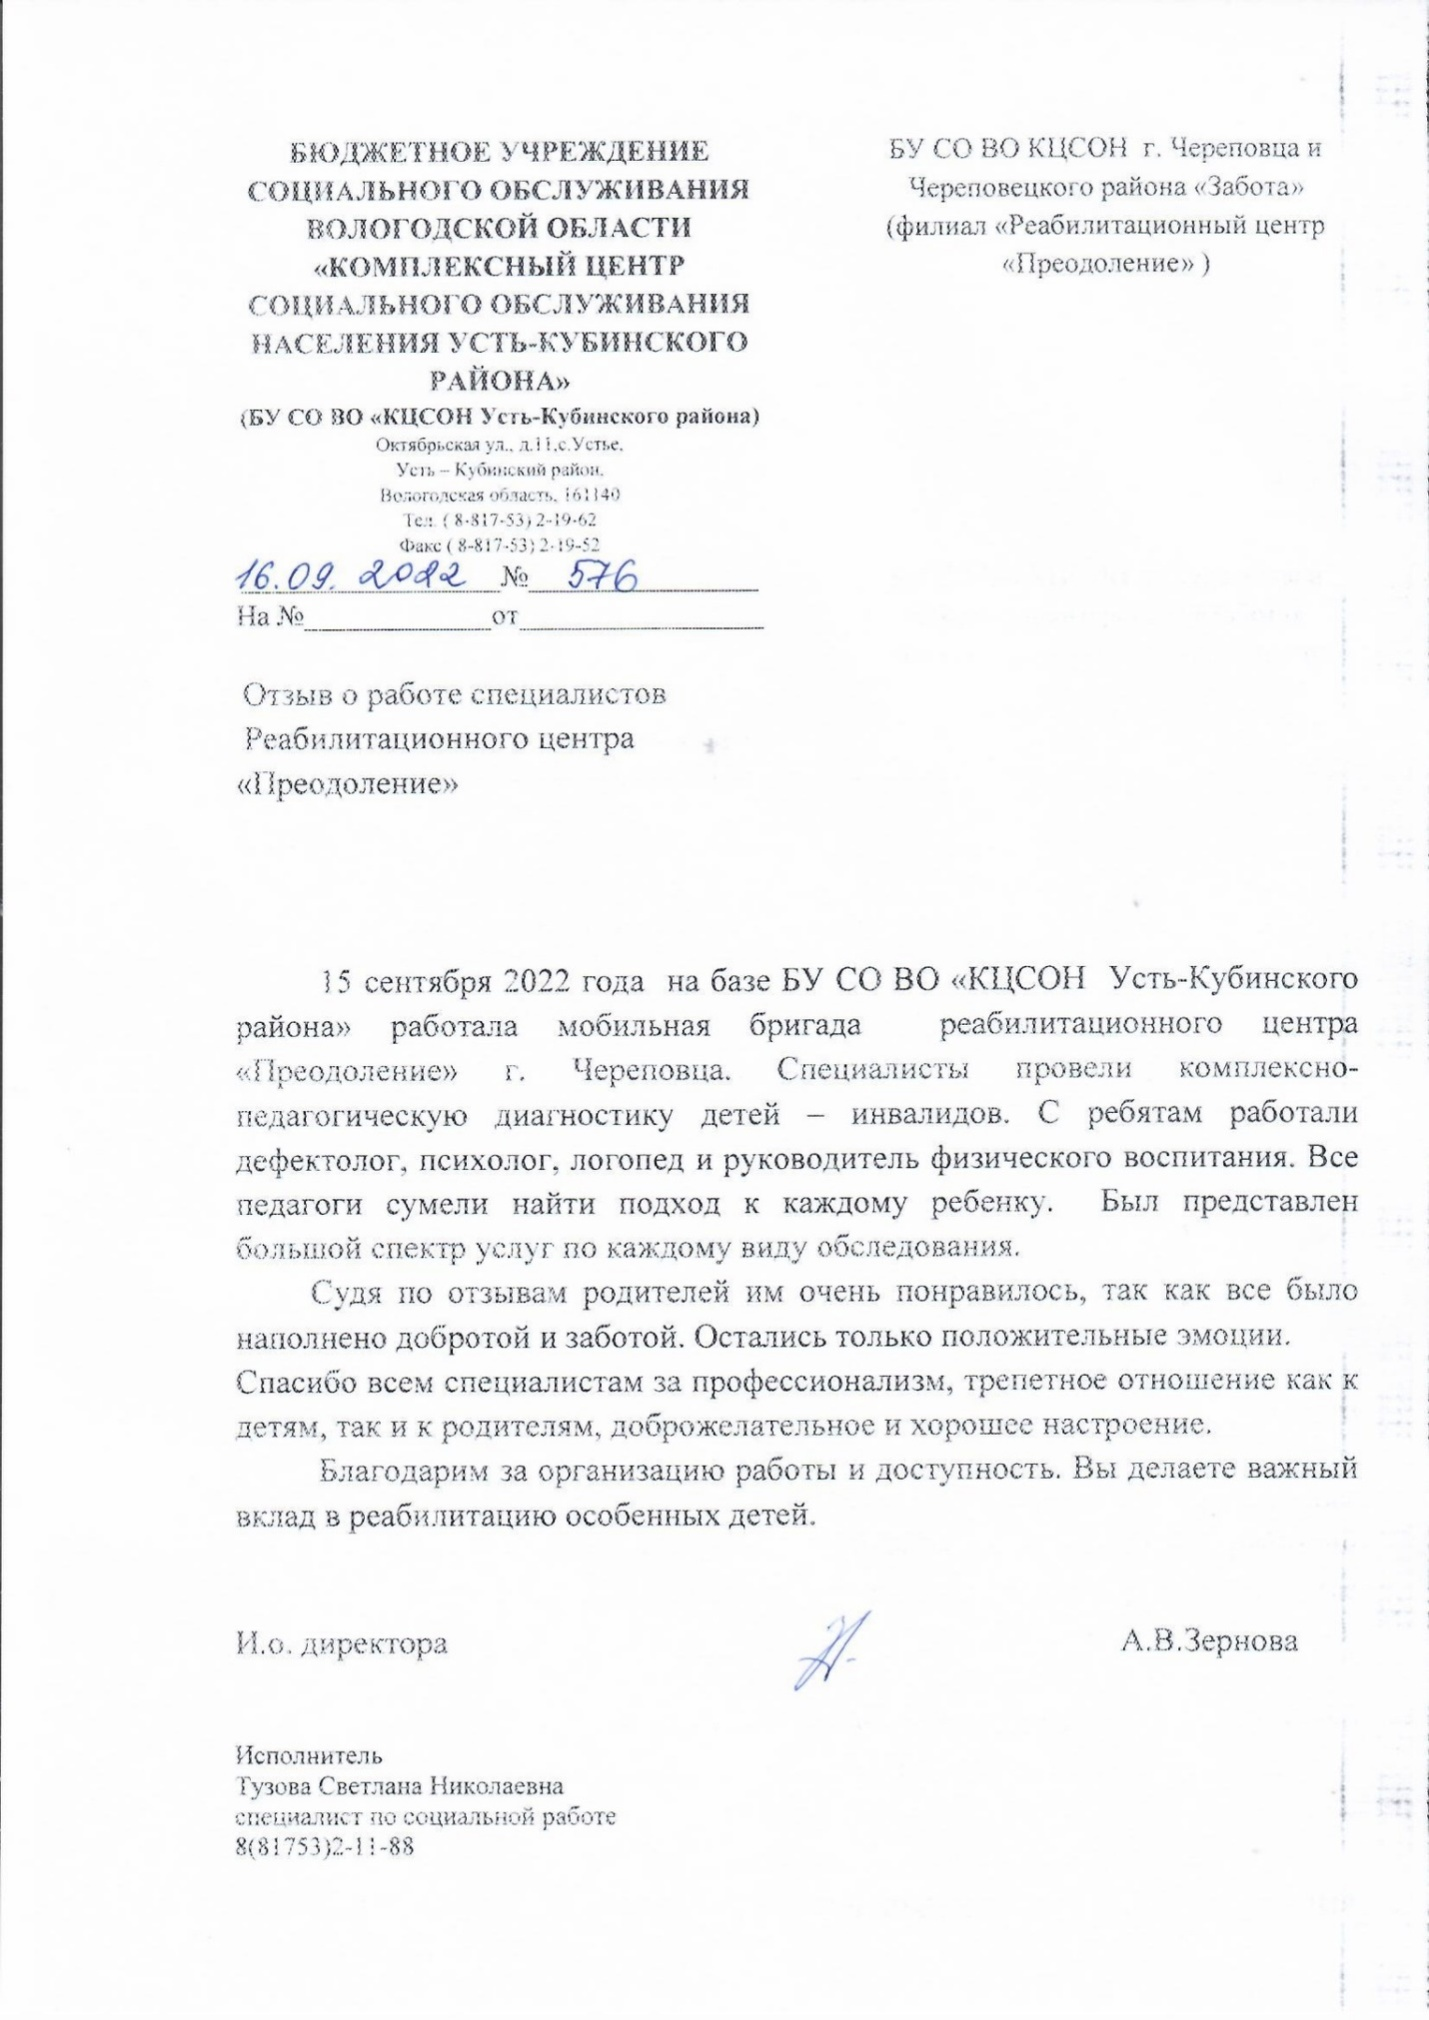 БЮДЖЕТНОЕ УЧРЕЖДЕНИЕ
СОЦИАЛЬНОГО ОБСЛУЖИВАНИЯ
ВОЛОГОДСКОЙ ОБЛАСТИ
«КОМПЛЕКСНЫЙ ЦЕНТР
СОЦИАЛЬНОГО ОБСЛУЖИВАНИЯ
НАСЕЛЕНИЯ УСТЬ-КУБИНСКОГО
РАЙОНА»
(БУ СО ВО «КЦСОН Усть-Кубинского района)
Октябрьская ул., д.11,с.Устье,
Усть – Кубинский район,
Вологодская область, 161140
Тел. ( 8-817-53) 2-19-62
Факс ( 8-817-53) 2-19-52
16.09. 2022 № 576
На №______________от__________________
БУ СО ВО КЦСОН г. Череповца и
Череповецкого района «Забота»
(филиал «Реабилитационный центр
«Преодоление» )
Отзыв о работе специалистов
Реабилитационного центра
«Преодоление»
15 сентября 2022 года на базе БУ СО ВО «КЦСОН Усть-Кубинского
района» работала мобильная бригада реабилитационного центра
«Преодоление» г. Череповца. Специалисты провели комплексно-
педагогическую диагностику детей – инвалидов. С ребятам работали
дефектолог, психолог, логопед и руководитель физического воспитания. Все
педагоги сумели найти подход к каждому ребенку. Был представлен
большой спектр услуг по каждому виду обследования.
Судя по отзывам родителей им очень понравилось, так как все было
наполнено добротой и заботой. Остались только положительные эмоции.
Спасибо всем специалистам за профессионализм, трепетное отношение как к
детям, так и к родителям, доброжелательное и хорошее настроение.
Благодарим за организацию работы и доступность. Вы делаете важный
вклад в реабилитацию особенных детей.
И.о. директора А.В.Зернова
Исполнитель
Тузова Светлана Николаевна
специалист по социальной работе
8(81753)2-11-88